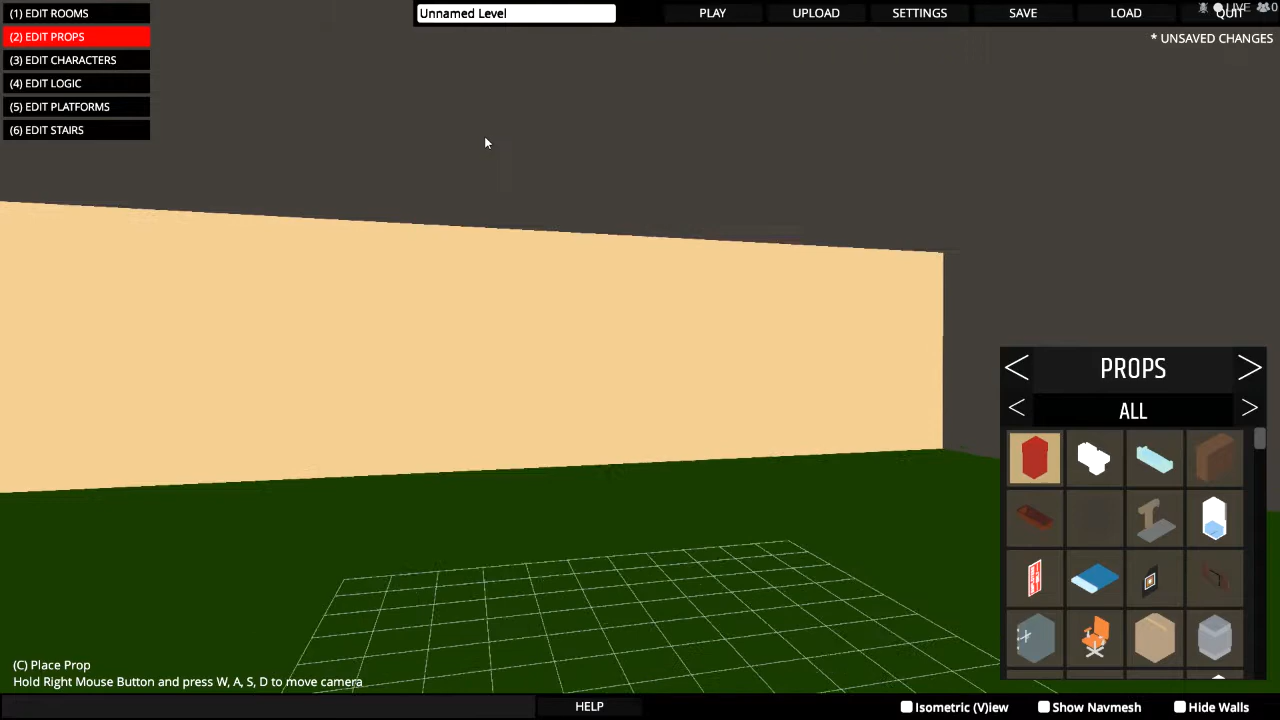 (1) EDIT ROOMS
(2) EDIT PROPS
(3) EDIT CHARACTERS
(4) EDIT LOGIC
(5) EDIT PLATFORMS
(6) EDIT STAIRS
Unnamed Level
PLAY
UPLOAD
SETTINGS
SAVE
LOAD
QUIT
LIVE
0
* UNSAVED CHANGES
< PROPS >
< ALL >
(C) Place Prop
Hold Right Mouse Button and press W, A, S, D to move camera
HELP
Isometric (V)iew
Show Navmesh
Hide Walls